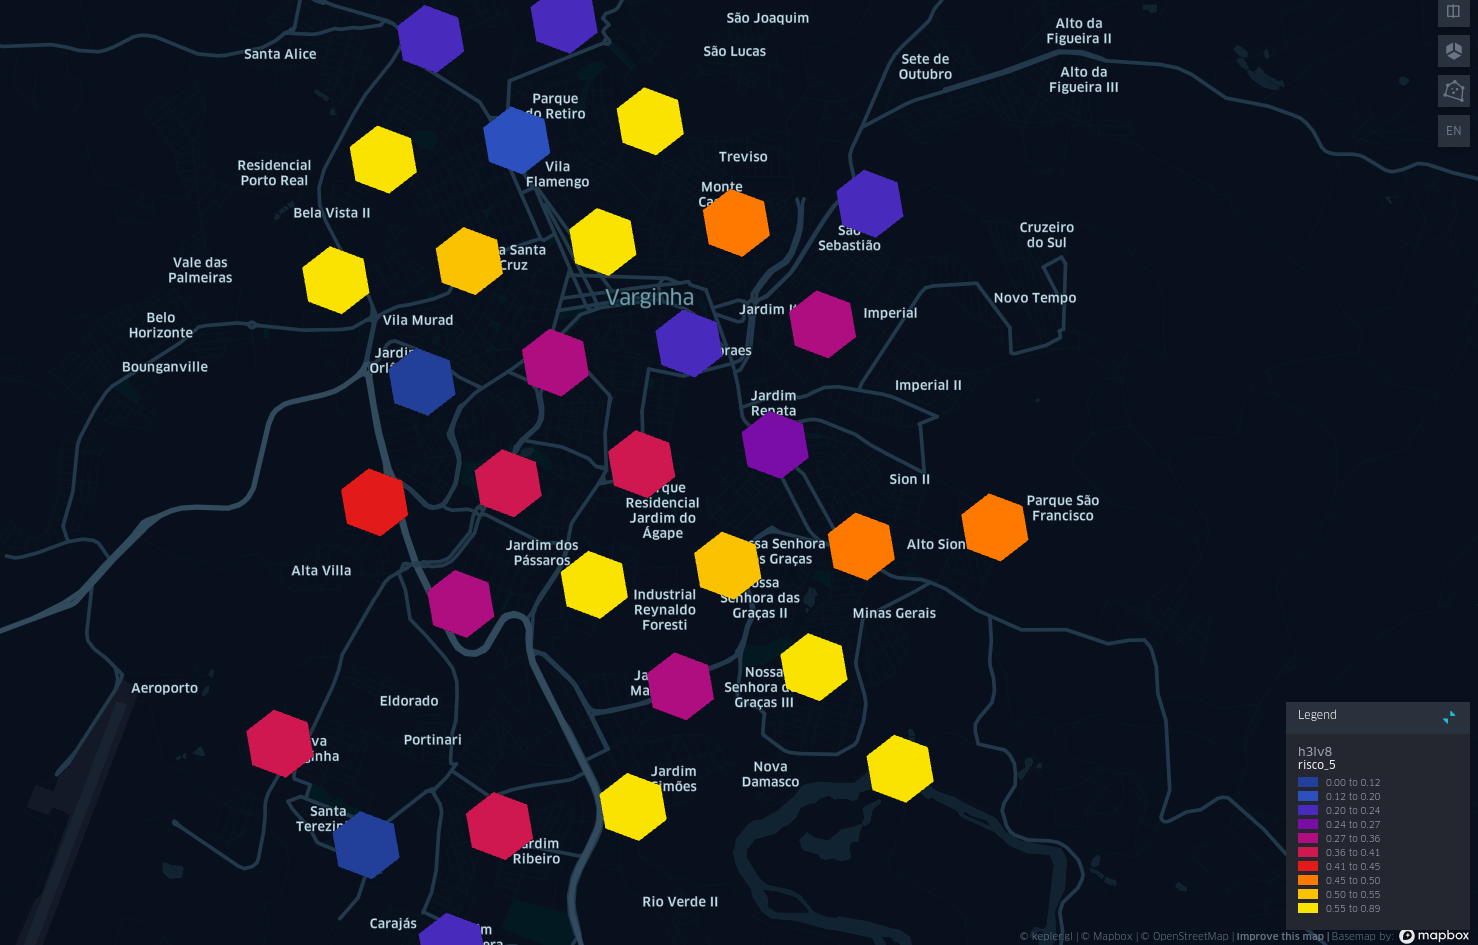 São Joaquim
Alto da
Figueira II
Santa Alice
São Lucas
Sete de
Outubro
Alto da
Figueira III
Parque
do Retiro
EN
Treviso
Residencial
Porto Real
Vila
Flamengo
Monte
Bela Vista II
São
Sebastião
Cruzeiro
do Sul
a Santa
Cruz
Vale das
Palmeiras
Varginha
Novo Tempo
Jardim I
Imperial
Belo
Horizonte
Vila Murad
Jardi
Orl
raes
Bounganville
Imperial II
Jardim
Renata
Sion II
rque
Residencial
Jardim do
Ágape
Parque São
Francisco
Jardim dos
Pássaros
ssa Senhora
s Graças
Alto Sion
Alta Villa
ossa
Senhora das
Graças II
Industrial
Reynaldo
Foresti
Minas Gerais
Ja
Ma
Nossa
Senhora d
Graças III
Aeroporto
Eldorado
Portinari
va
ginha
Nova
Damasco
Jardim
Simões
Santa
Terezin
Jardim
Ribeiro
Rio Verde II
Carajás
m
era
Legend
h3lv8
risco_5
0.00 to 0.12
0.12 to 0.20
0.20 to 0.24
0.24 to 0.27
0.27 to 0.36
0.36 to 0.41
0.41 to 0.45
0.45 to 0.50
0.50 to 0.55
0.55 to 0.89
© kepler.gl | © Mapbox | © OpenStreetMap | Improve this map | Basemap by: mapbox